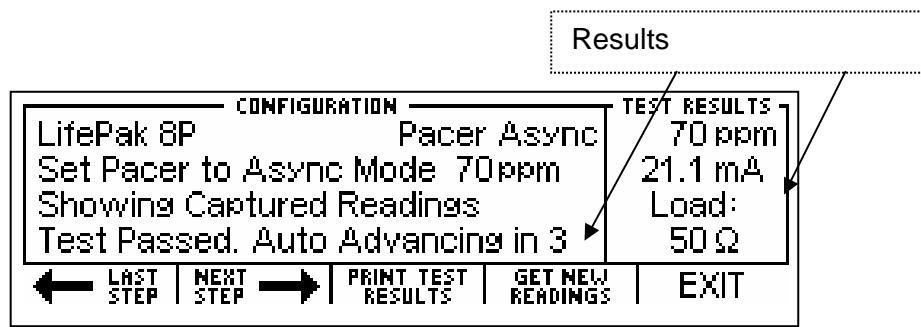 Results
CONFIGURATION
TEST RESULTS
LifePak 8P Pacer Async 70 ppm
Set Pacer to Async Mode 70 ppm 21.1 mA
Showing Captured Readings Load:
Test Passed. Auto Advancing in 3 50 Ω
LAST STEP
NEXT STEP
PRINT TEST RESULTS
GET NEW READINGS
EXIT